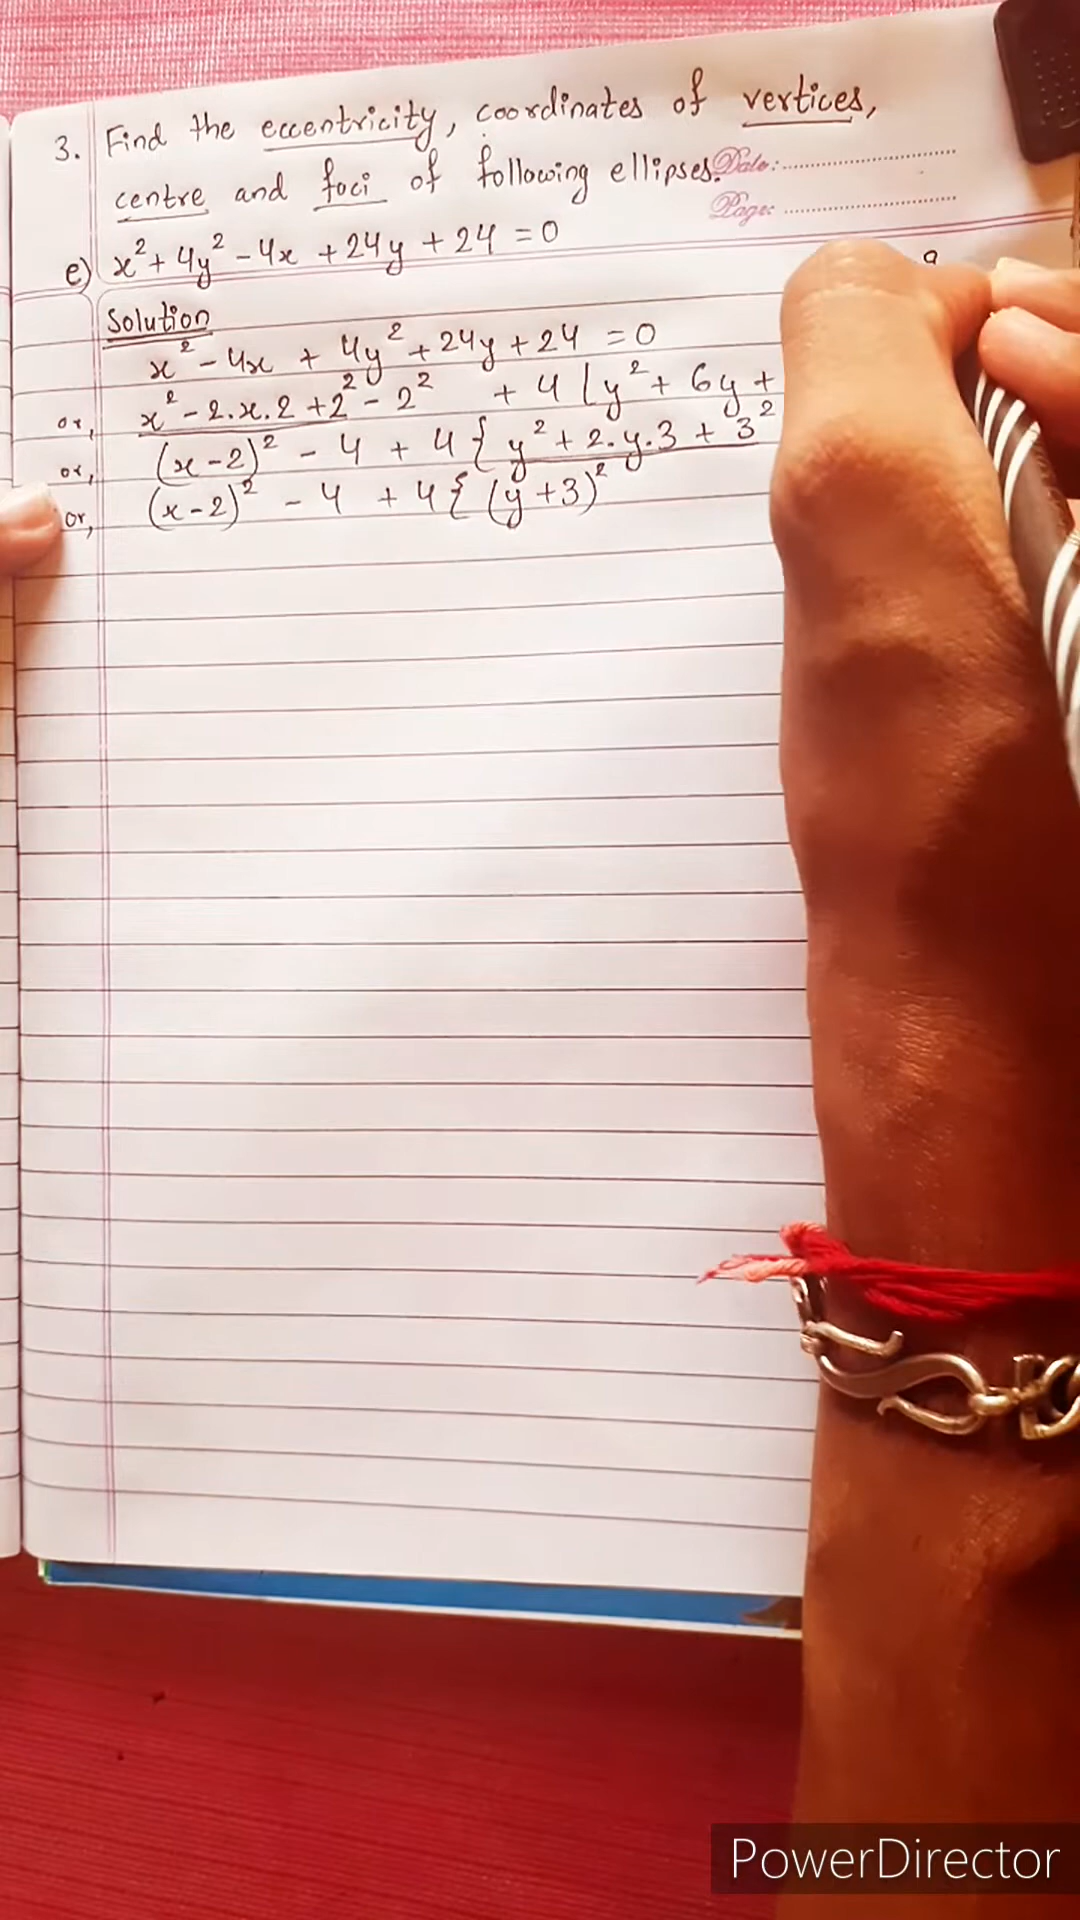 3. Find the eccentricity, coordinates of vertices,
centre and foci of following ellipses.
Date:
Page:
e) x² + 4y² - 4x + 24y + 24 = 0
Solution
x² - 4x + 4y² + 24y + 24 = 0
or, x² - 2.x.2 + 2² - 2² + 4 (y² + 6y +
or, (x-2)² - 4 + 4 { y² + 2.y.3 + 3²
or, (x-2)² - 4 + 4 { (y+3)²
PowerDirector